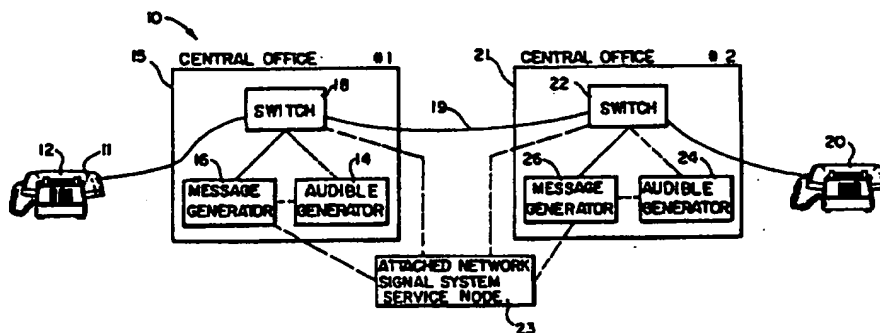 10
15
CENTRAL OFFICE #1
21
CENTRAL OFFICE #2
18
SWITCH
19
22
SWITCH
12
11
20
16
MESSAGE
GENERATOR
14
AUDIBLE
GENERATOR
26
MESSAGE
GENERATOR
24
AUDIBLE
GENERATOR
ATTACHED NETWORK
SIGNAL SYSTEM
SERVICE NODE
23